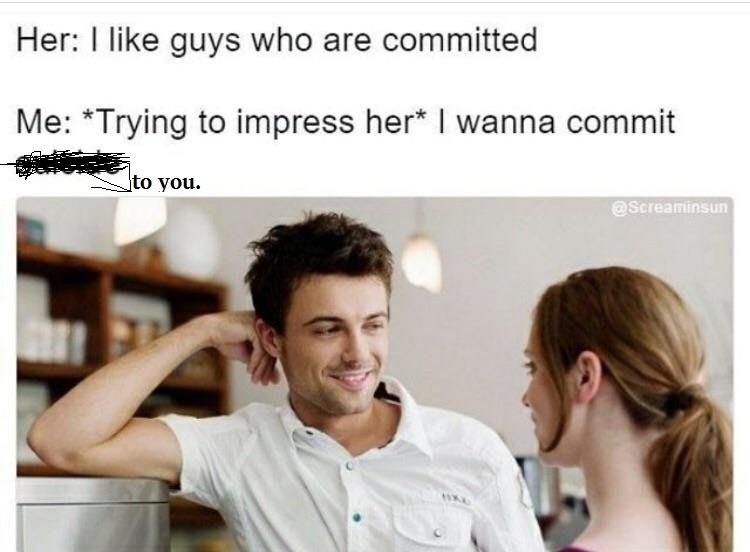 Her: I like guys who are committed
Me: *Trying to impress her* I wanna commit
to you.
@Screaminsun